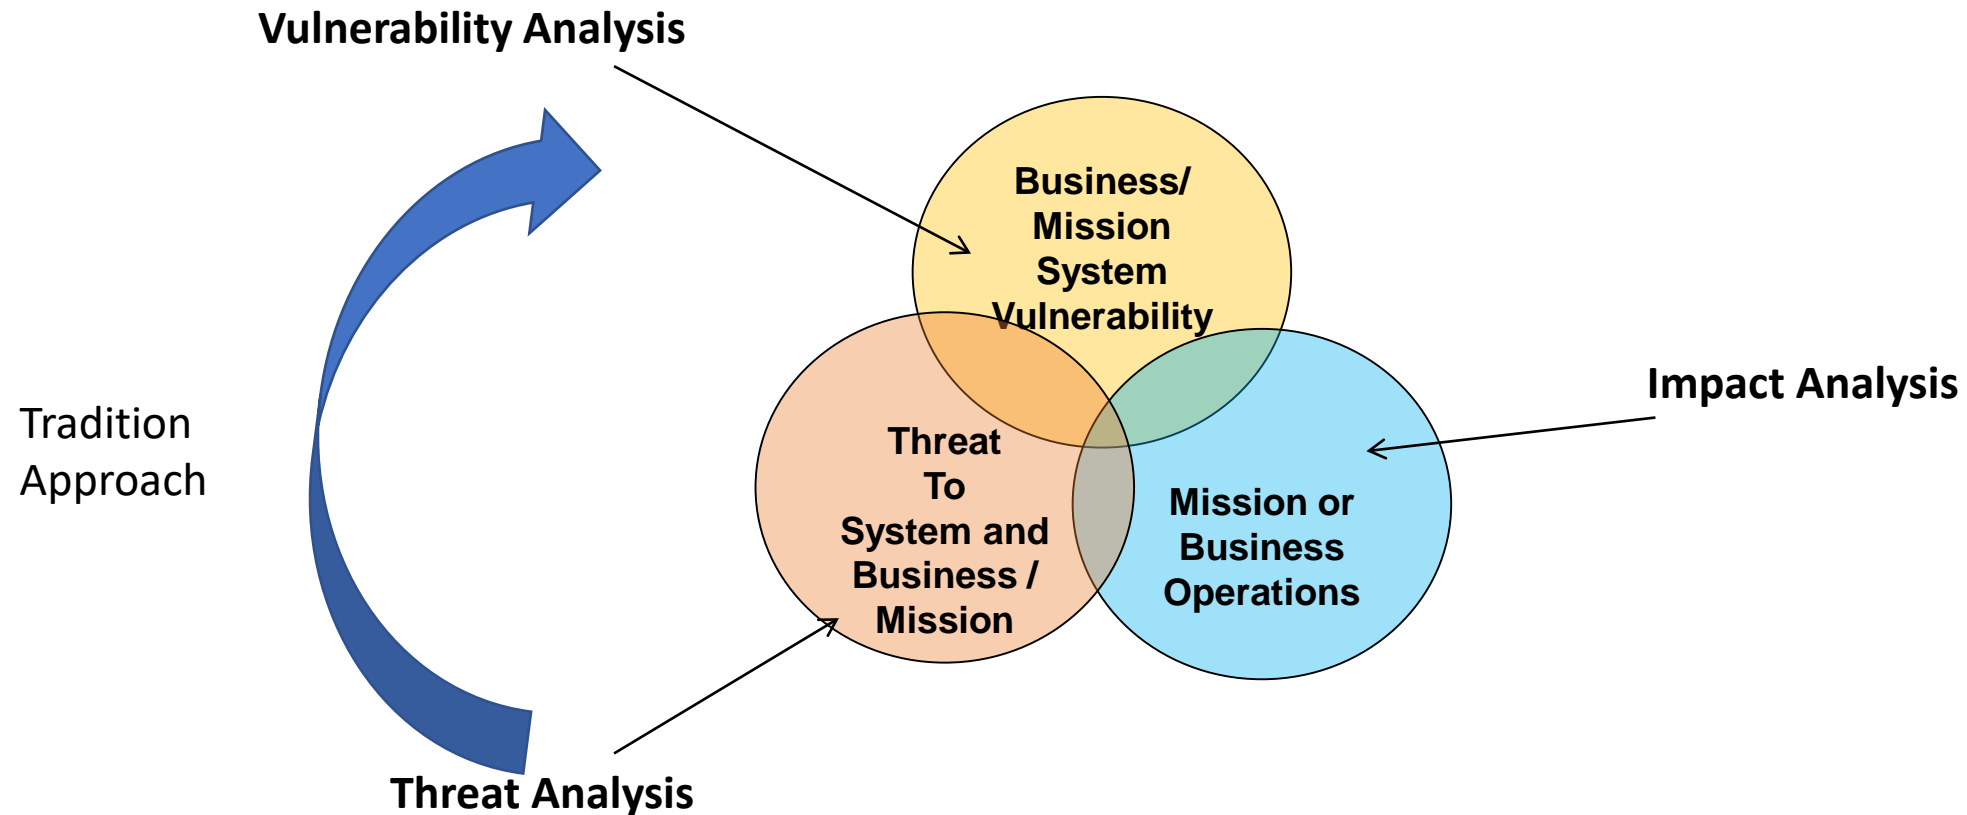 Vulnerability Analysis
Business/
Mission
System
Vulnerability
Impact Analysis
Tradition
Approach
Threat
To
System and
Business /
Mission
Mission or
Business
Operations
Threat Analysis